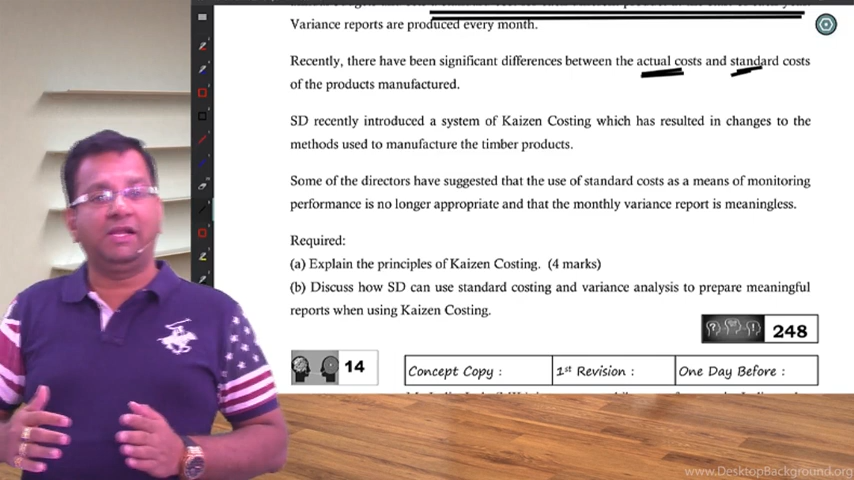 Variance reports are produced every month.
Recently, there have been significant differences between the actual costs and standard costs
of the products manufactured.
SD recently introduced a system of Kaizen Costing which has resulted in changes to the
methods used to manufacture the timber products.
Some of the directors have suggested that the use of standard costs as a means of monitoring
performance is no longer appropriate and that the monthly variance report is meaningless.
Required:
(a) Explain the principles of Kaizen Costing. (4 marks)
(b) Discuss how SD can use standard costing and variance analysis to prepare meaningful
reports when using Kaizen Costing.
248
14
Concept Copy :
1st Revision :
One Day Before :
www.DesktopBackground.org